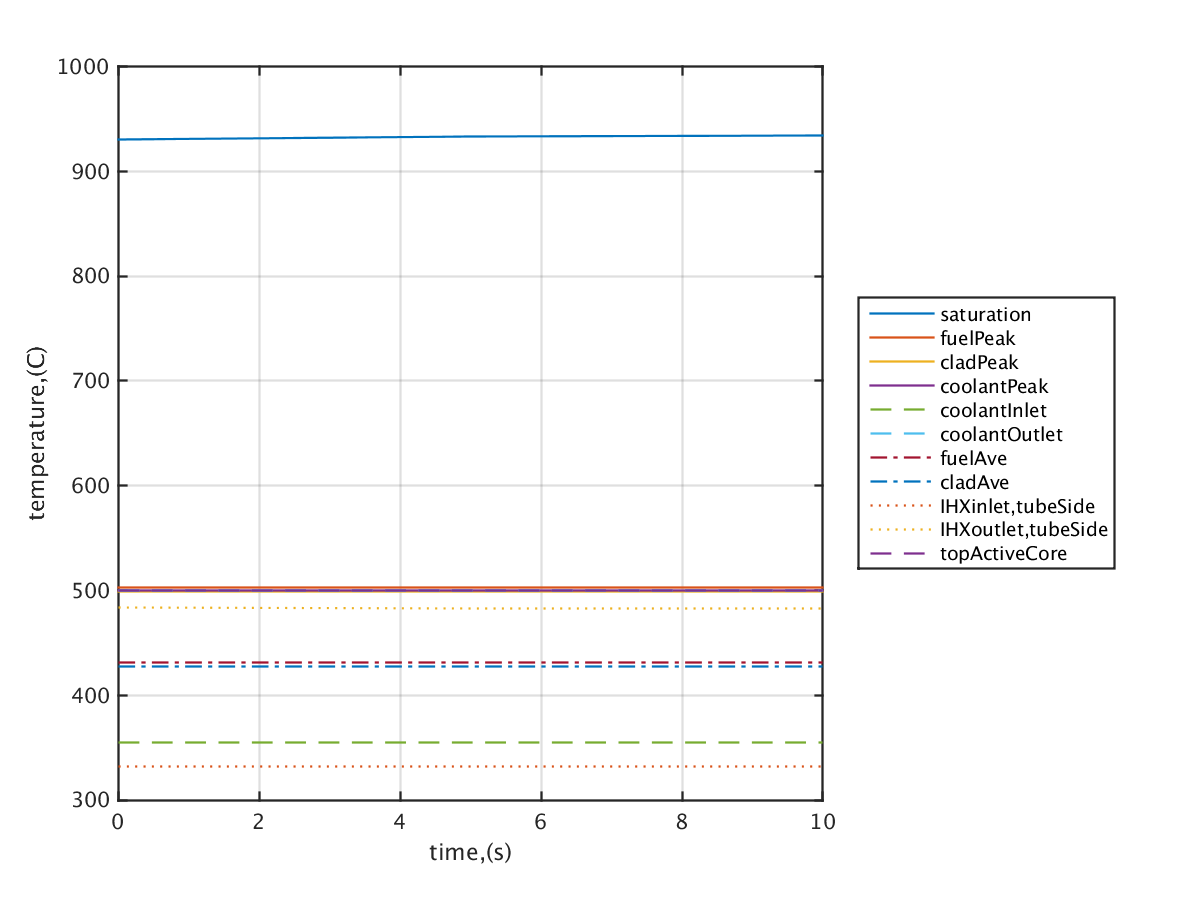 1000
900
800
700
600
500
400
300
temperature,(C)
0 2 4 6 8 10
time,(s)
saturation
fuelPeak
cladPeak
coolantPeak
coolantInlet
coolantOutlet
fuelAve
cladAve
IHXinlet,tubeSide
IHXoutlet,tubeSide
topActiveCore